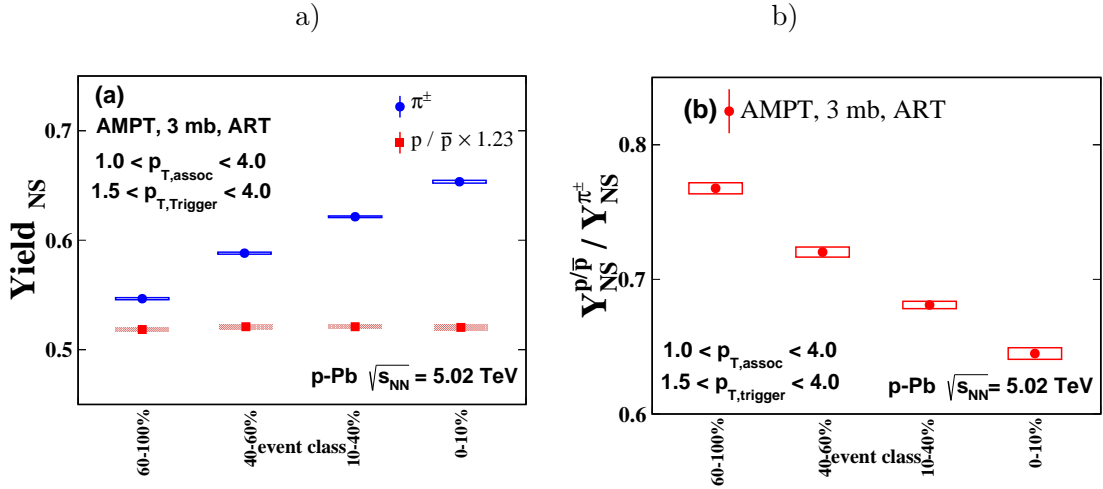 a)
b)
(a)
π±
AMPT, 3 mb, ART
p / p̅ × 1.23
1.0 < pT,assoc < 4.0
1.5 < pT,Trigger < 4.0
0.7
0.6
0.5
Yield NS
p-Pb √sNN = 5.02 TeV
60-100%
40-60%
10-40%
0-10%
event class
(b)
AMPT, 3 mb, ART
0.8
0.7
0.6
Y NS p/p̅ / Y NS π±
1.0 < pT,assoc < 4.0
1.5 < pT,trigger < 4.0
p-Pb √sNN = 5.02 TeV
60-100%
40-60%
10-40%
0-10%
event class